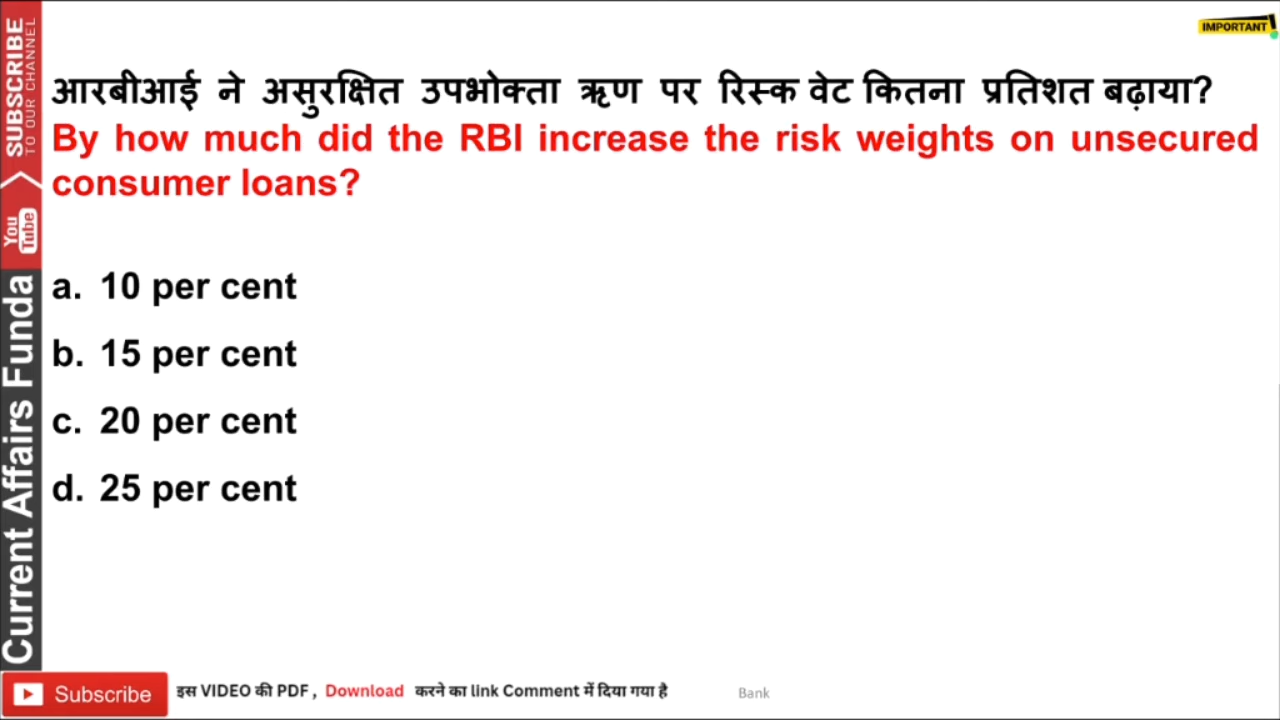 IMPORTANT!
आरबीआई ने असुरक्षित उपभोक्ता ऋण पर रिस्क वेट कितना प्रतिशत बढ़ाया?
By how much did the RBI increase the risk weights on unsecured
consumer loans?
a. 10 per cent
b. 15 per cent
c. 20 per cent
d. 25 per cent
SUBSCRIBE
TO OUR CHANNEL
You
Tube
Current Affairs Funda
Subscribe
इस VIDEO की PDF , Download करने का link Comment में दिया गया है
Bank